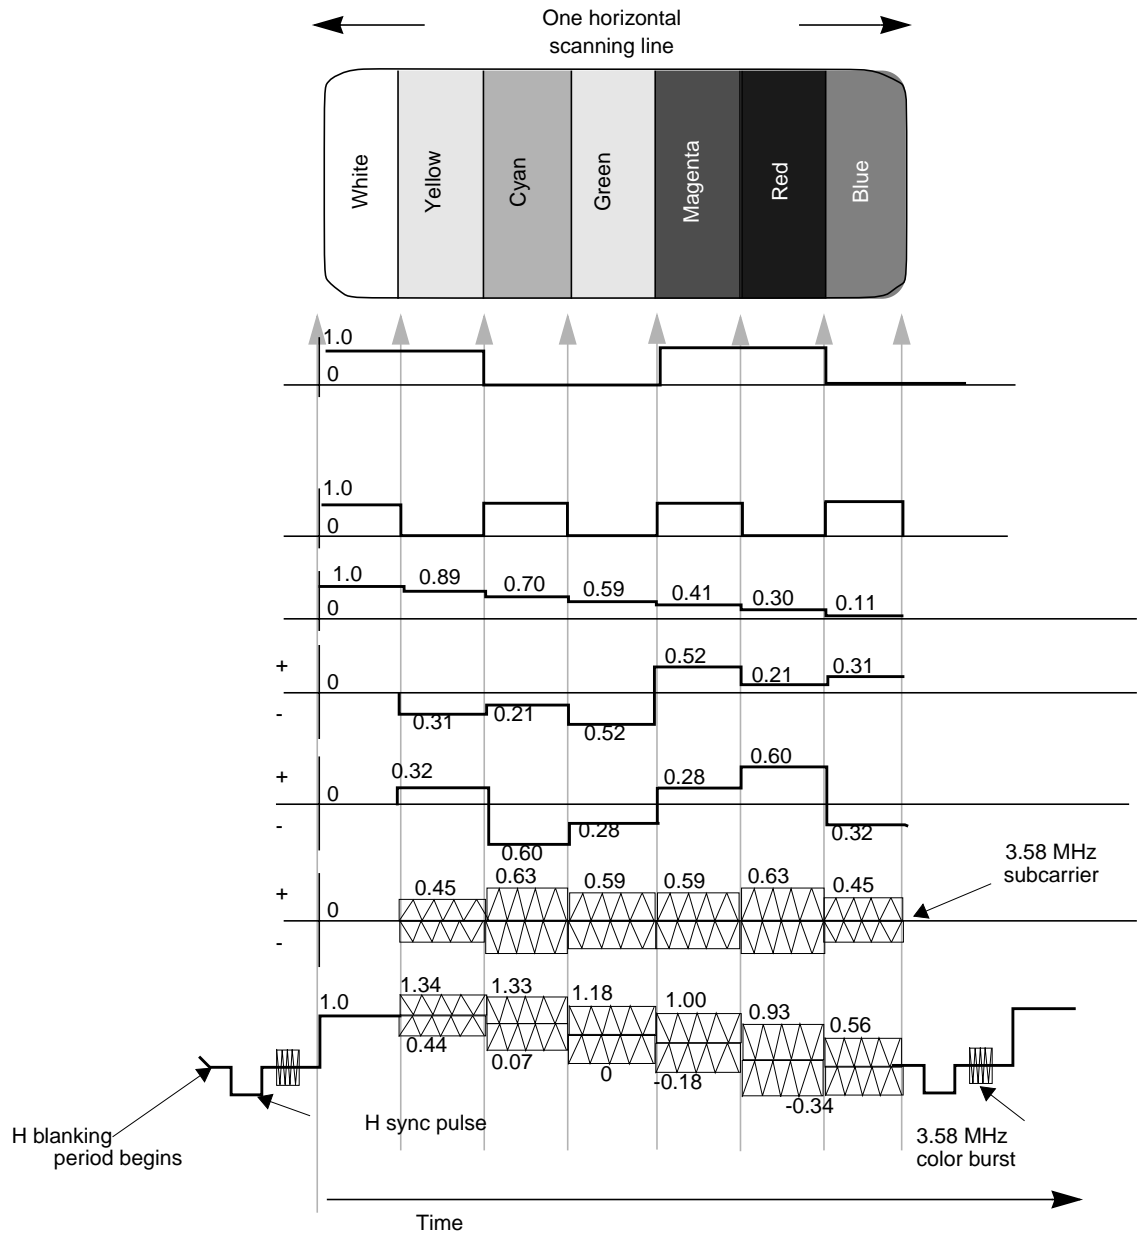 One horizontal
scanning line
White
Yellow
Cyan
Green
Magenta
Red
Blue
1.0
0
1.0
0
1.0 0.89 0.70 0.59 0.41 0.30 0.11
0
+ 0.52 0.21 0.31
0
- 0.31 0.21 0.52
+ 0.32 0.28 0.60
0
- 0.60 0.28 0.32
3.58 MHz
subcarrier
+ 0.45 0.63 0.59 0.59 0.63 0.45
0
-
1.0 1.34 1.33 1.18 1.00 0.93 0.56
0.44 0.07 0 -0.18 -0.34
H sync pulse
H blanking
period begins
3.58 MHz
color burst
Time